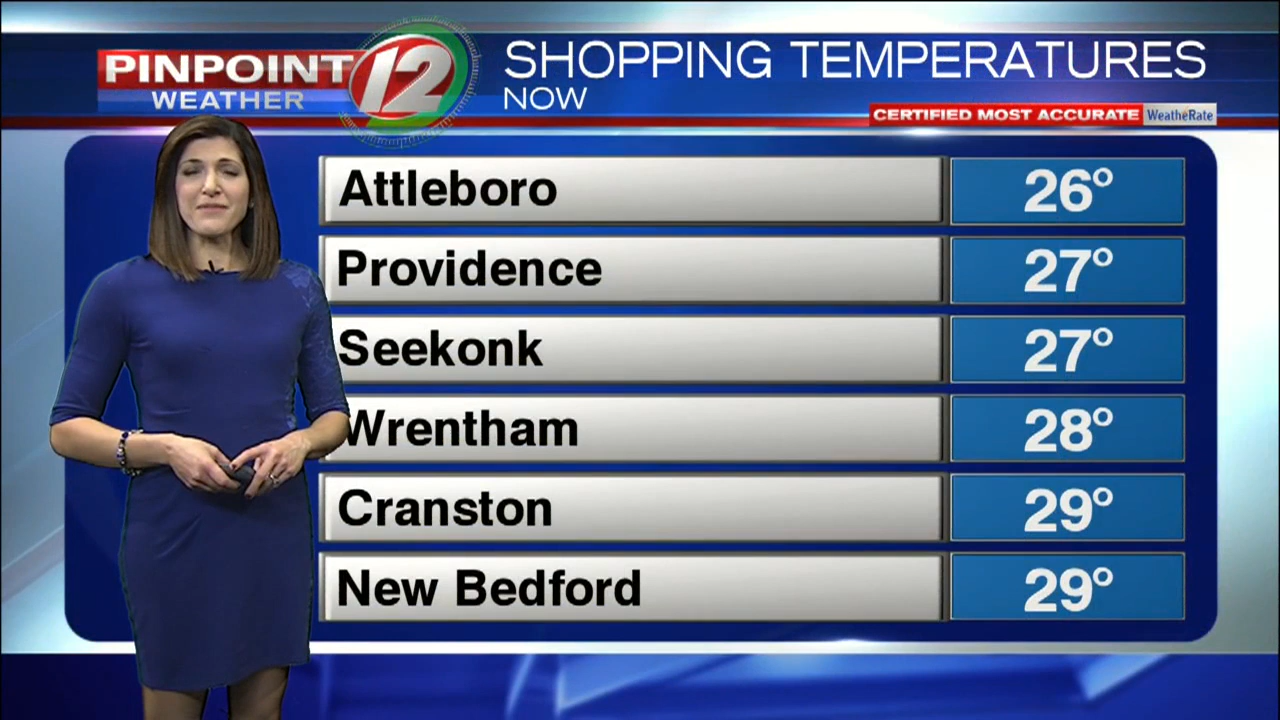 PINPOINT 12
WEATHER
SHOPPING TEMPERATURES
NOW
CERTIFIED MOST ACCURATE WeatheRate
Attleboro 26°
Providence 27°
Seekonk 27°
Wrentham 28°
Cranston 29°
New Bedford 29°